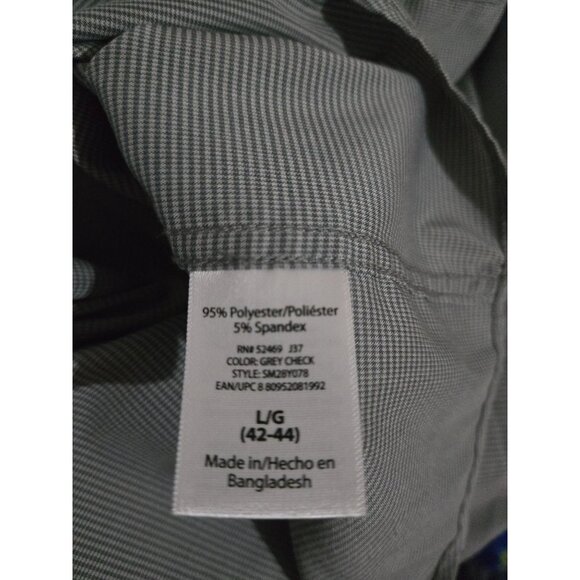 95% Polyester/Poliéster
5% Spandex
RN# 52469 J37
COLOR: GREY CHECK
STYLE: SM28Y078
EAN/UPC 8 80952081992
L/G
(42-44)
Made in/Hecho en
Bangladesh